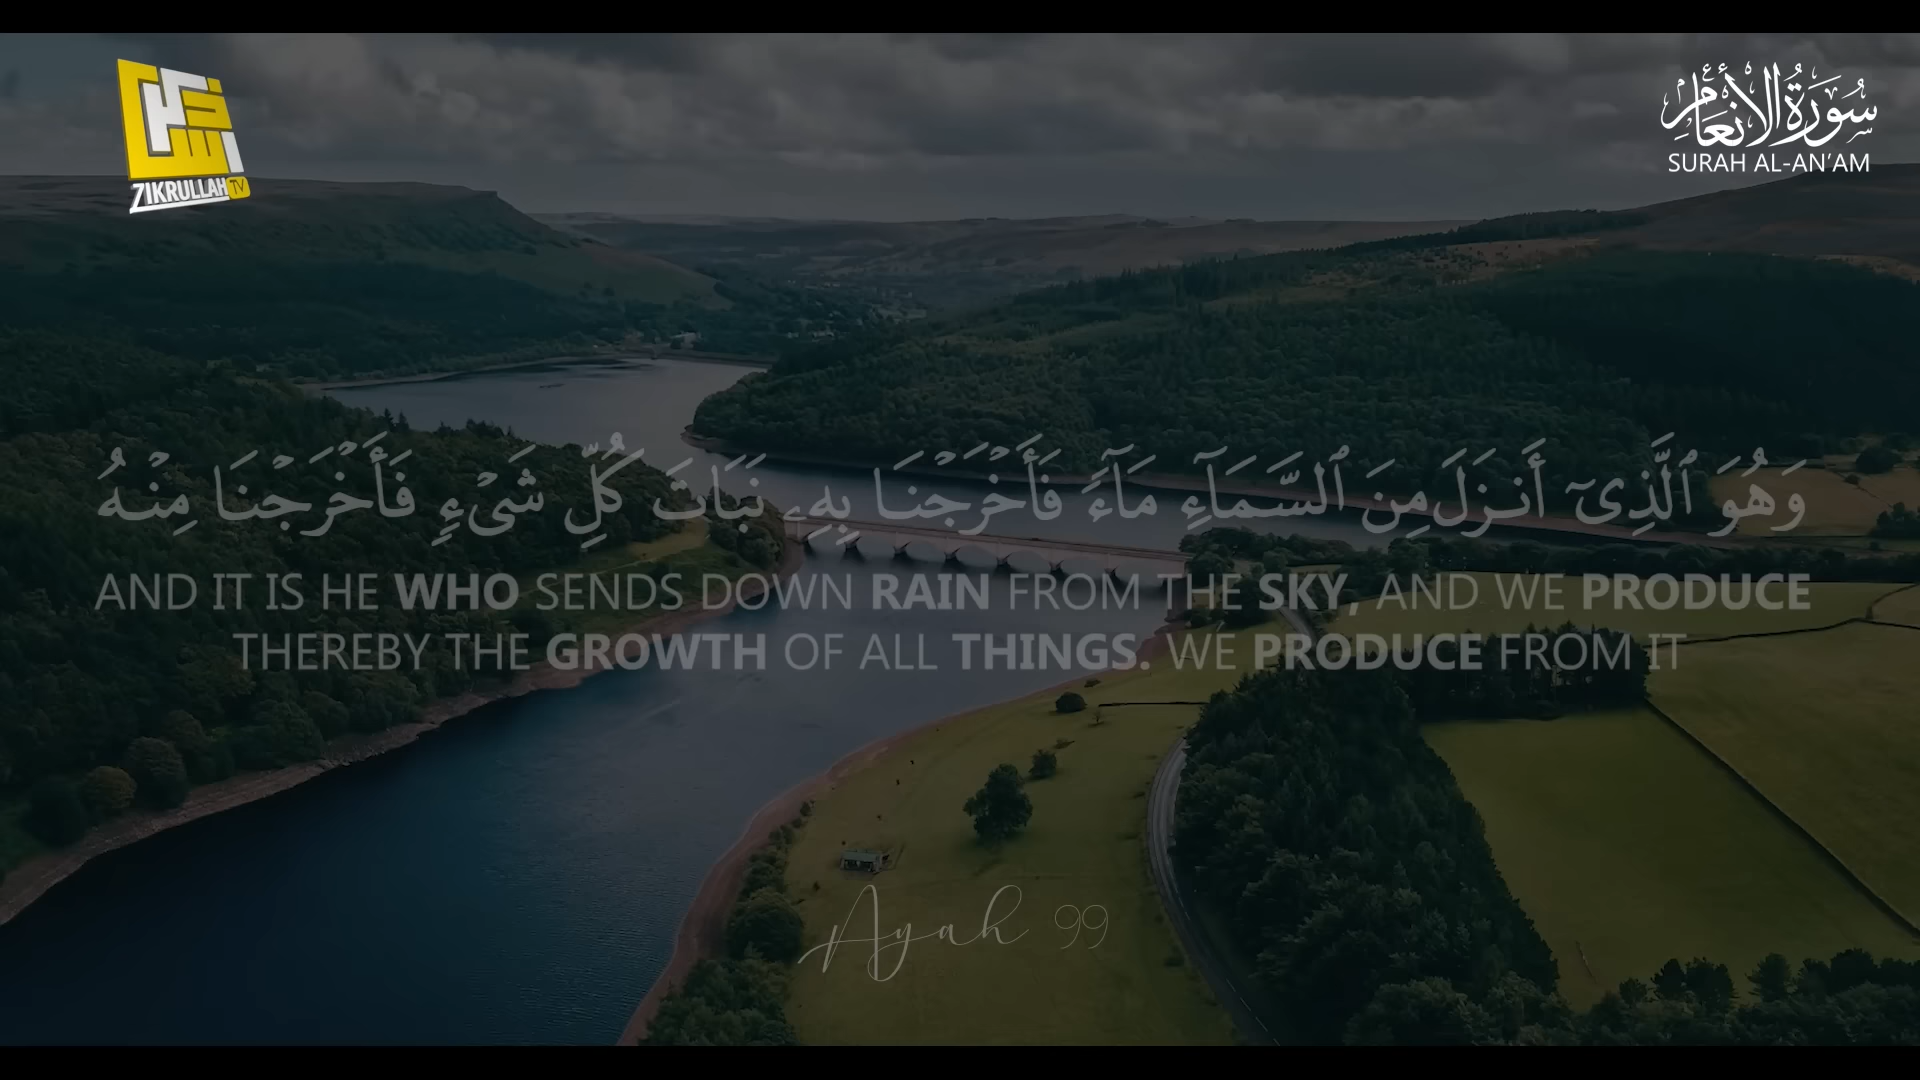 ذكر الله
ZIKRULLAH TV
سُورَةُ الأَنْعَامِ
SURAH AL-AN'AM
وَهُوَ ٱلَّذِىٓ أَنزَلَ مِنَ ٱلسَّمَآءِ مَآءً فَأَخْرَجْنَا بِهِۦ نَبَاتَ كُلِّ شَىْءٍ فَأَخْرَجْنَا مِنْهُ
AND IT IS HE WHO SENDS DOWN RAIN FROM THE SKY, AND WE PRODUCE
THEREBY THE GROWTH OF ALL THINGS. WE PRODUCE FROM IT
Ayah 99